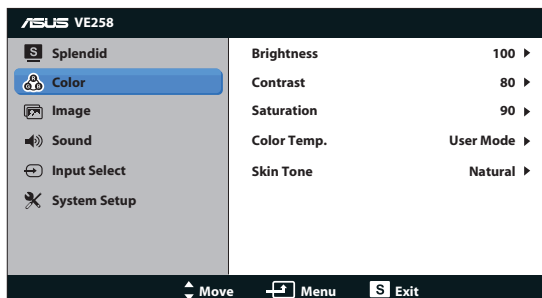 ASUS VE258
S Splendid
Color
Image
Sound
Input Select
System Setup
Brightness 100
Contrast 80
Saturation 90
Color Temp. User Mode
Skin Tone Natural
Move Menu S Exit